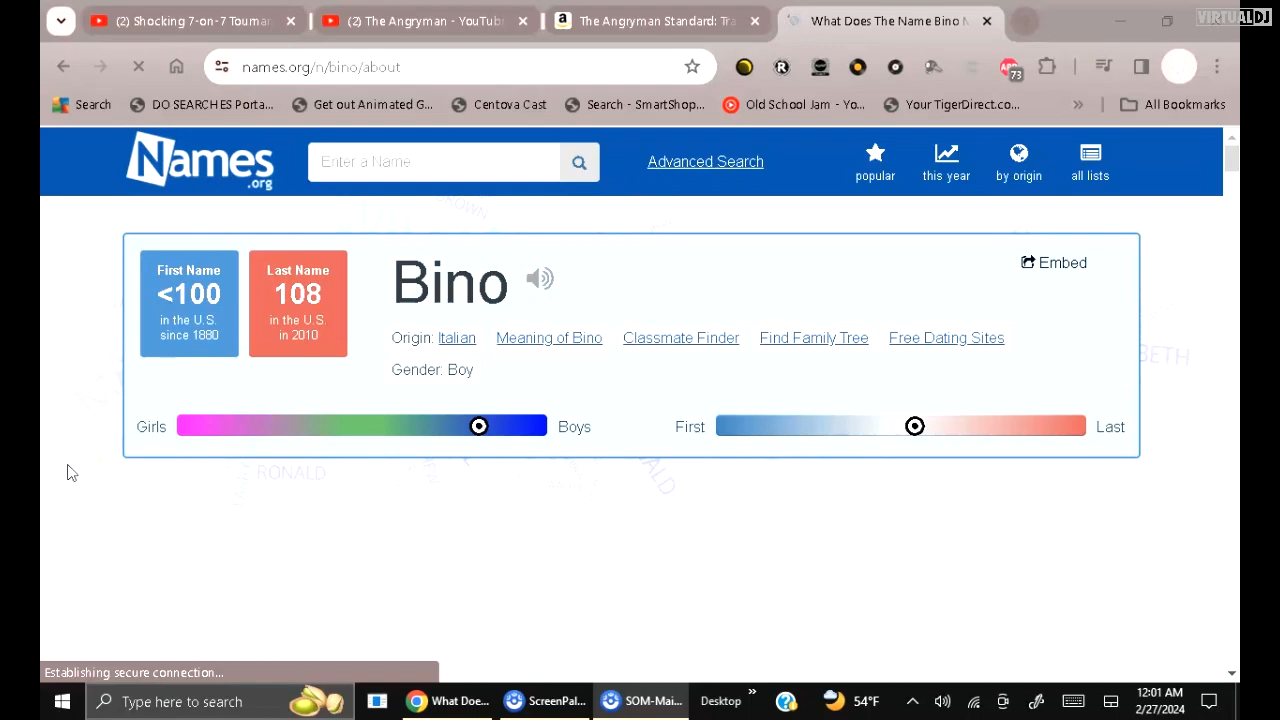 (2) Shocking 7-on-7 Tourna
(2) The Angryman - YouTub
The Angryman Standard: Tra
What Does The Name Bino M
VIRTUALDJ
names.org/n/bino/about
73
Search
DO SEARCHES Porta...
Get out Animated G...
Centova Cast
Search - SmartShop...
Old School Jam - Yo...
Your TigerDirect.co...
All Bookmarks
Names
.org
Enter a Name
Advanced Search
popular
this year
by origin
all lists
First Name
<100
in the U.S.
since 1880
Last Name
108
in the U.S.
in 2010
Bino
Embed
Origin: Italian
Meaning of Bino
Classmate Finder
Find Family Tree
Free Dating Sites
Gender: Boy
Girls
Boys
First
Last
RONALD
Establishing secure connection...
Type here to search
What Doe...
ScreenPal...
SOM-Mai...
Desktop
54°F
12:01 AM
2/27/2024